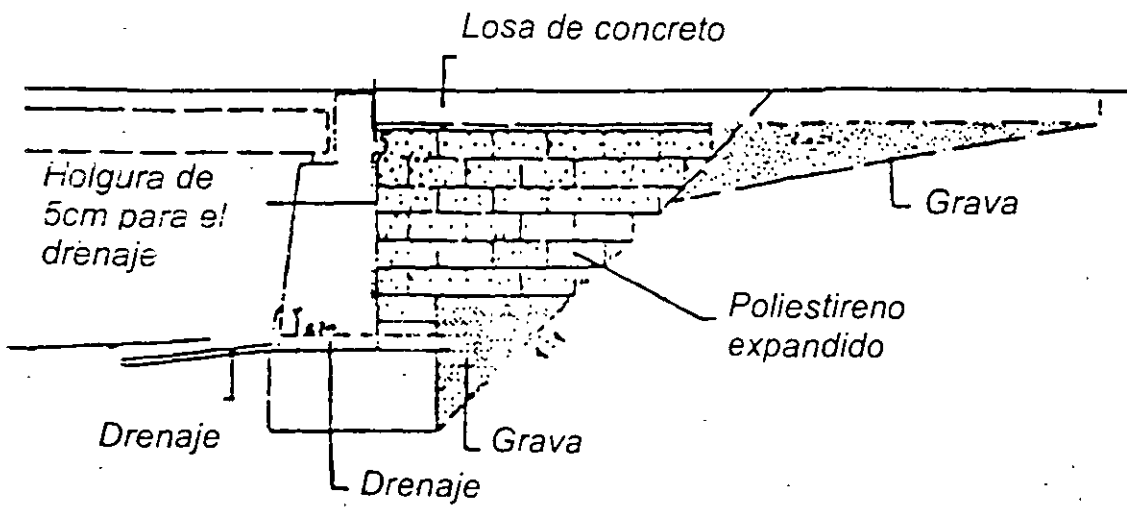 Losa de concreto
Holgura de
5cm para el
drenaje
Grava
Poliestireno
expandido
Drenaje
Grava
Drenaje